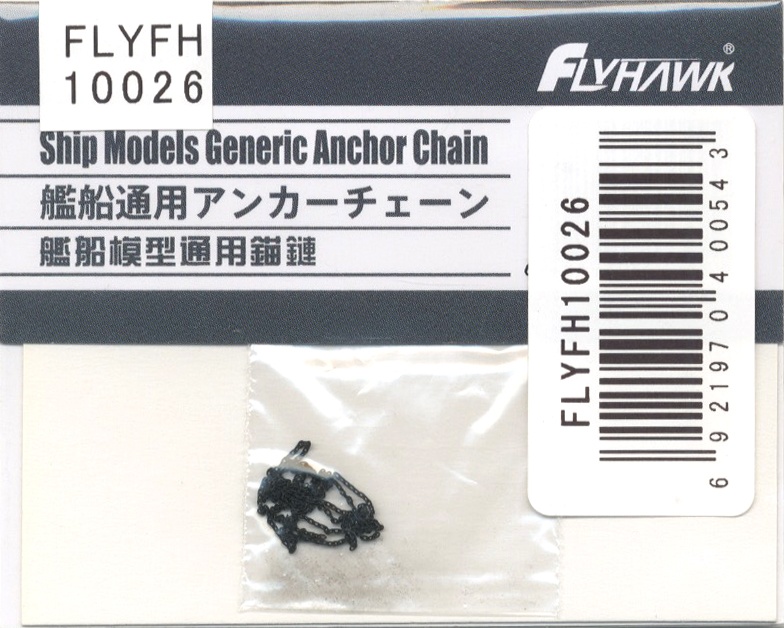 FLYFH
10026
FLYHAWK®
Ship Models Generic Anchor Chain
艦船通用アンカーチェーン
艦船模型通用錨鏈
FLYFH10026
6 921970 400543